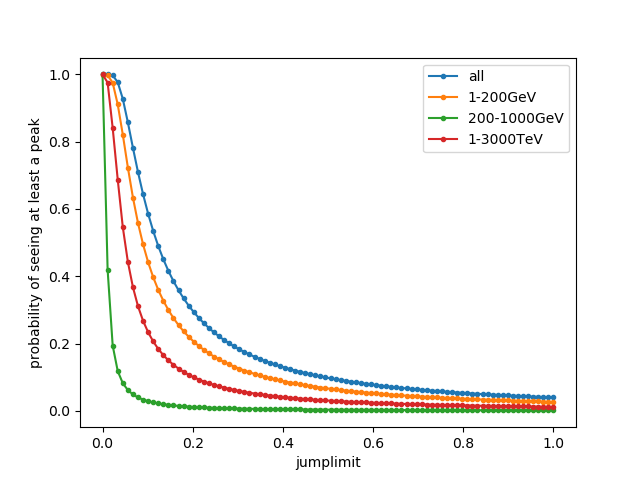 all
1-200GeV
200-1000GeV
1-3000TeV
probability of seeing at least a peak
1.0
0.8
0.6
0.4
0.2
0.0
0.0 0.2 0.4 0.6 0.8 1.0
jumplimit